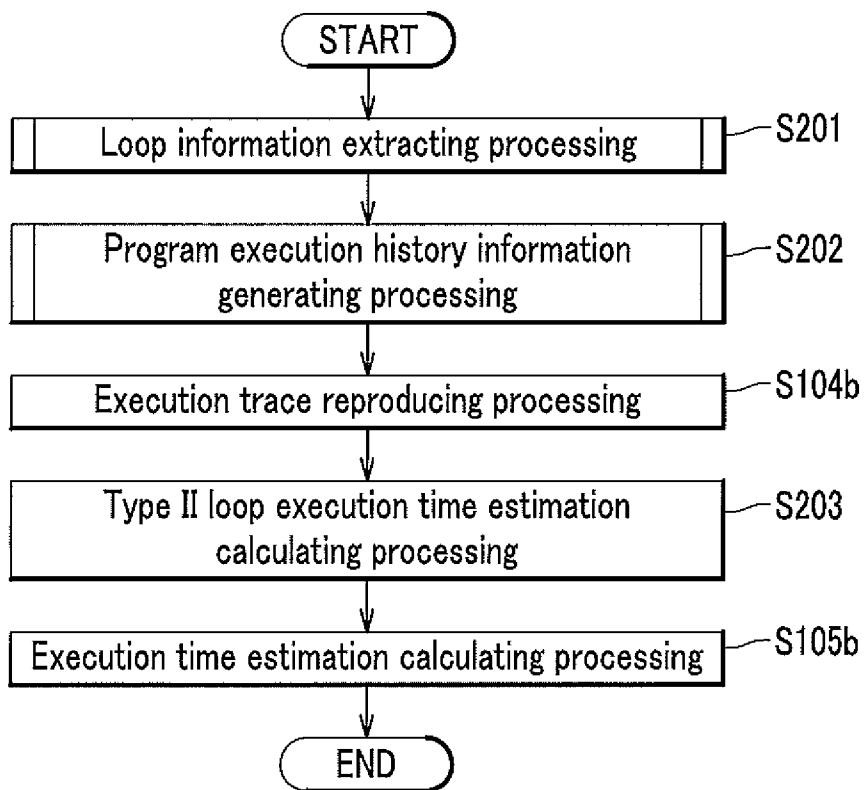 START
Loop information extracting processing
S201
Program execution history information
generating processing
S202
Execution trace reproducing processing
S104b
Type II loop execution time estimation
calculating processing
S203
Execution time estimation calculating processing
S105b
END